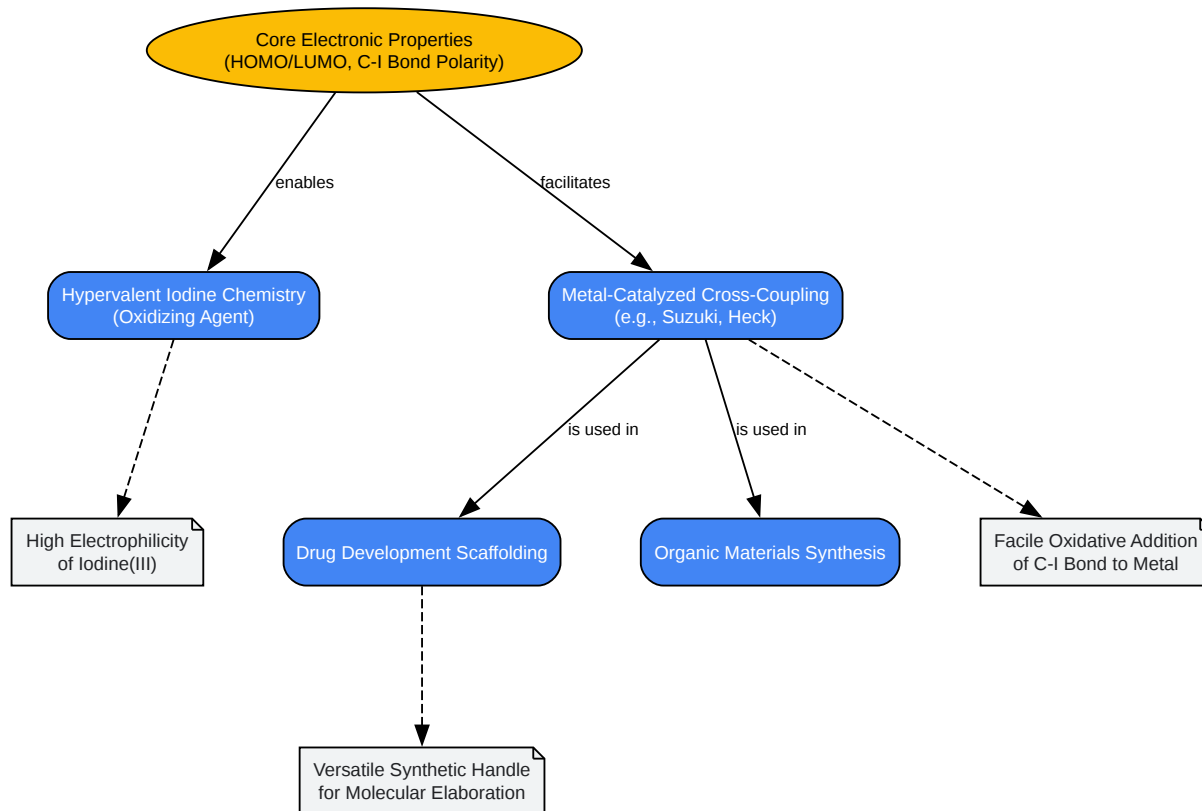 Core Electronic Properties
(HOMO/LUMO, C-I Bond Polarity)
enables
facilitates
Hypervalent Iodine Chemistry
(Oxidizing Agent)
Metal-Catalyzed Cross-Coupling
(e.g., Suzuki, Heck)
is used in
is used in
High Electrophilicity
of Iodine(III)
Drug Development Scaffolding
Organic Materials Synthesis
Facile Oxidative Addition
of C-I Bond to Metal
Versatile Synthetic Handle
for Molecular Elaboration